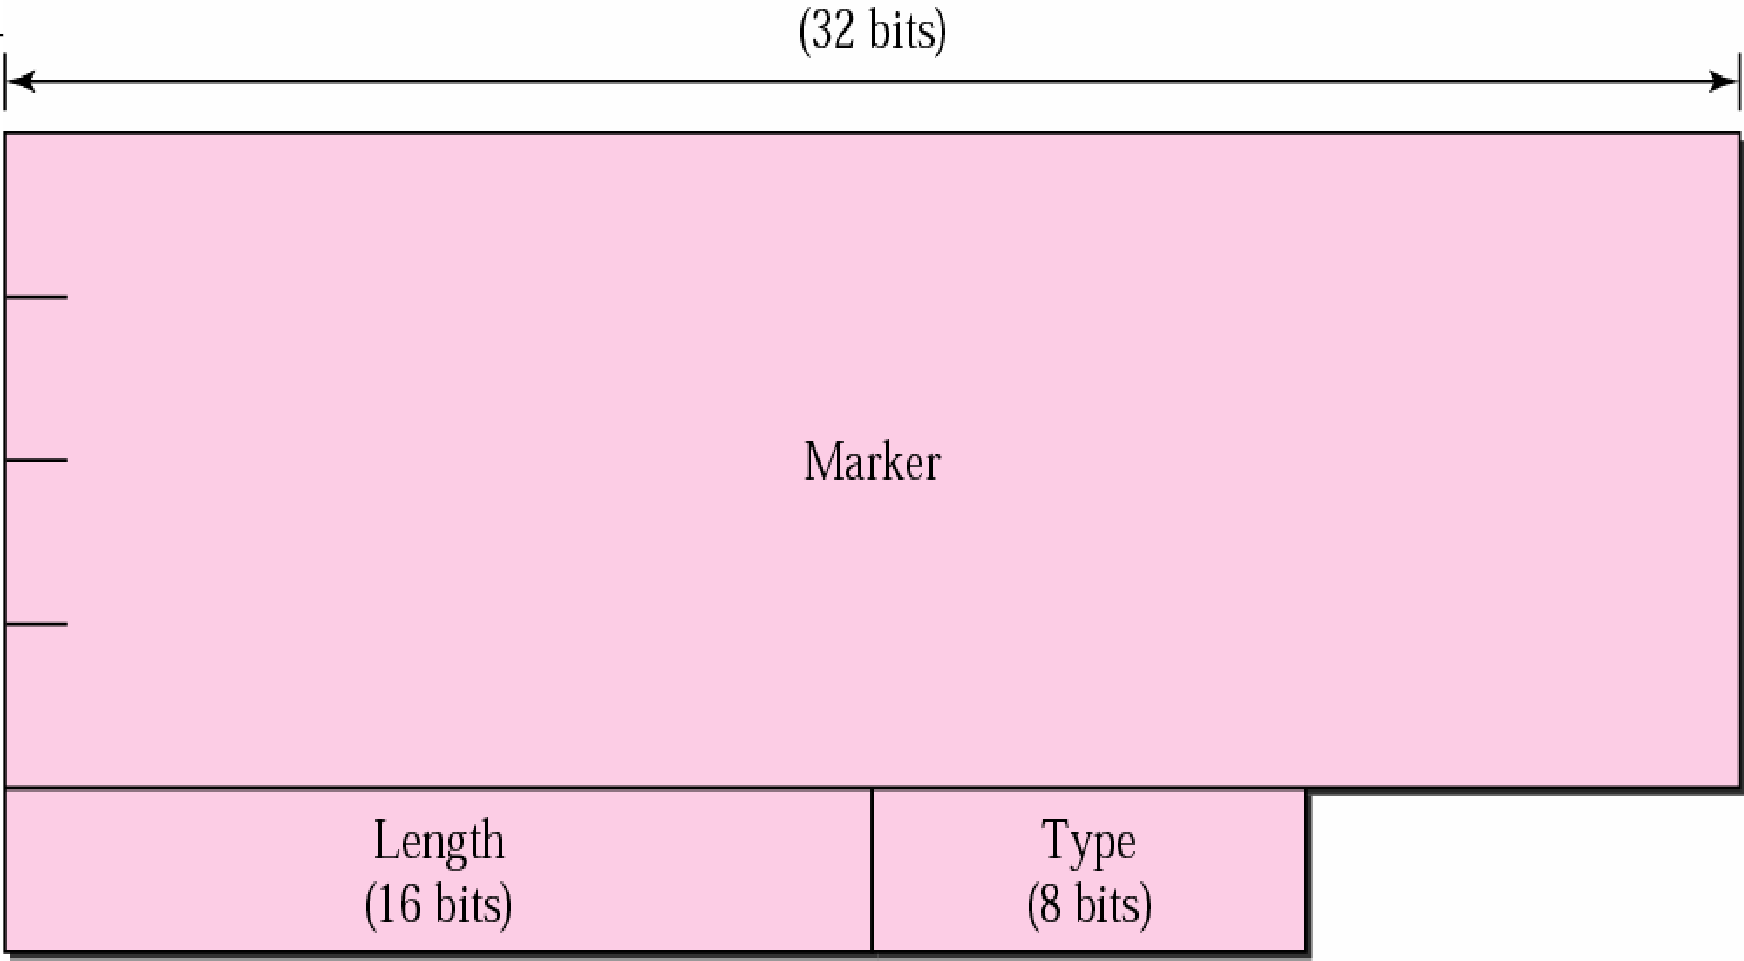 (32 bits)
Marker
Length
(16 bits)
Type
(8 bits)